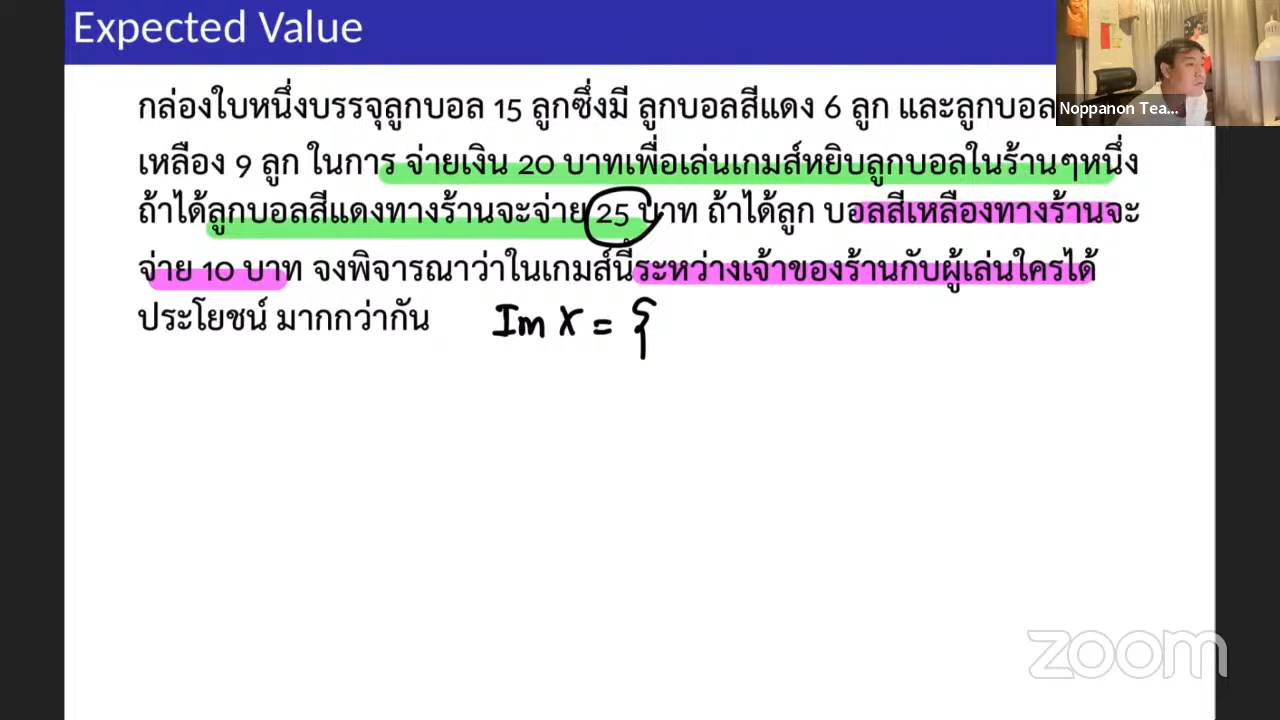 Expected Value
กล่องใบหนึ่งบรรจุลูกบอล 15 ลูกซึ่งมี ลูกบอลสีแดง 6 ลูก และลูกบอล
เหลือง 9 ลูก ในการ จ่ายเงิน 20 บาทเพื่อเล่นเกมส์หยิบลูกบอลในร้านๆหนึ่ง
ถ้าได้ลูกบอลสีแดงทางร้านจะจ่าย 25 บาท ถ้าได้ลูก บอลสีเหลืองทางร้านจะ
จ่าย 10 บาท จงพิจารณาว่าในเกมส์นี้ระหว่างเจ้าของร้านกับผู้เล่นใครได้
ประโยชน์ มากกว่ากัน
Im X = {
Noppanon Tea...
zoom